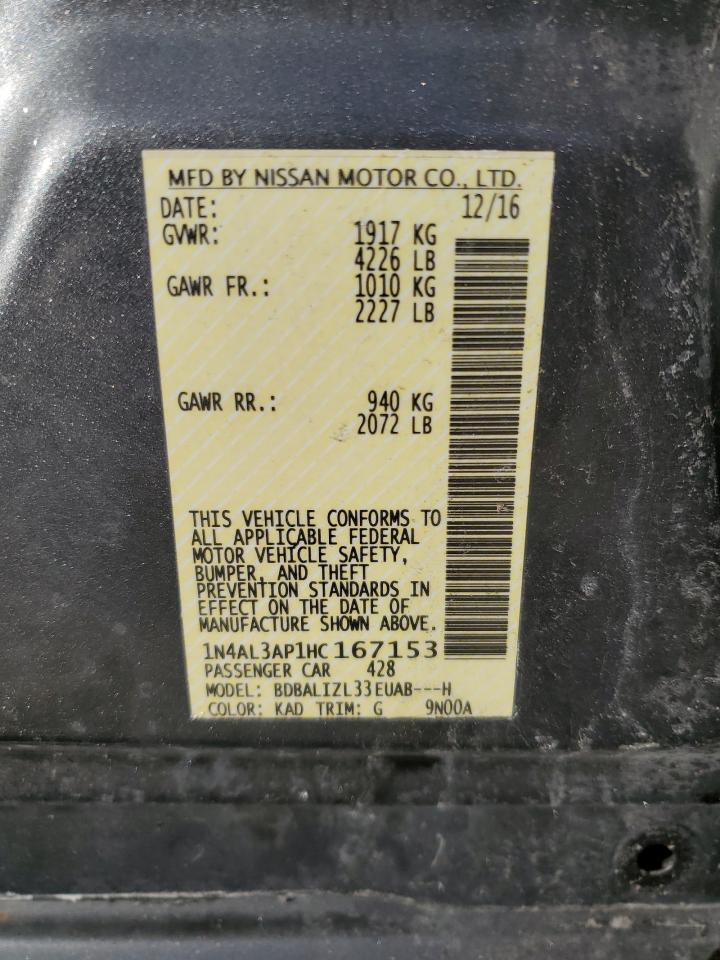 MFD BY NISSAN MOTOR CO., LTD.
DATE: 12/16
GVWR: 1917 KG
4226 LB
GAWR FR.: 1010 KG
2227 LB
GAWR RR.: 940 KG
2072 LB
THIS VEHICLE CONFORMS TO
ALL APPLICABLE FEDERAL
MOTOR VEHICLE SAFETY,
BUMPER, AND THEFT
PREVENTION STANDARDS IN
EFFECT ON THE DATE OF
MANUFACTURE SHOWN ABOVE.
1N4AL3AP1HC167153
PASSENGER CAR 428
MODEL: BDBALIZL33EUAB---H
COLOR: KAD TRIM: G 9N00A